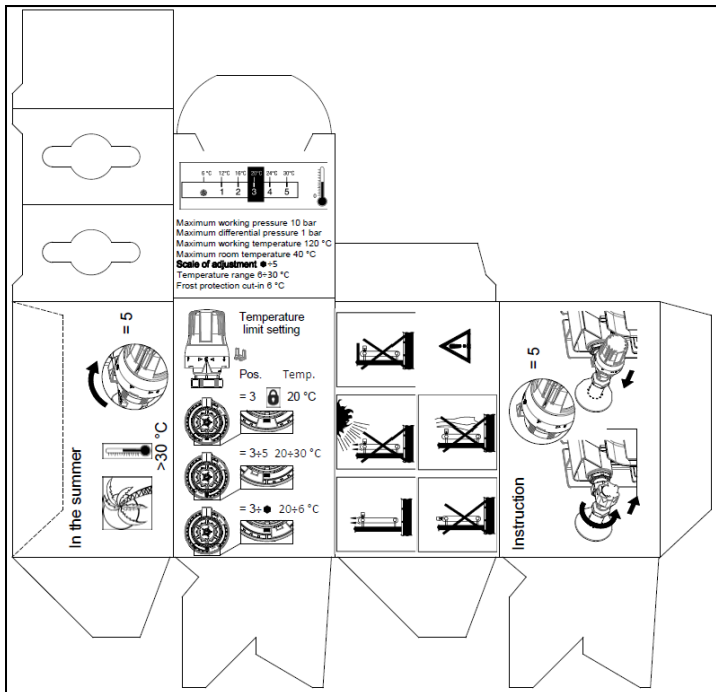 6 °C 12°C 16°C 20°C 24°C 30°C
❄ 1 2 3 4 5
0
Maximum working pressure 10 bar
Maximum differential pressure 1 bar
Maximum working temperature 120 °C
Maximum room temperature 40 °C
Scale of adjustment ●÷5
Temperature range 6÷30 °C
Frost protection cut-in 6 °C
In the summer
>30 °C
= 5
Temperature
limit setting
Pos. Temp.
= 3 20 °C
= 3÷5 20÷30 °C
= 3÷● 20÷6 °C
Instruction
= 5